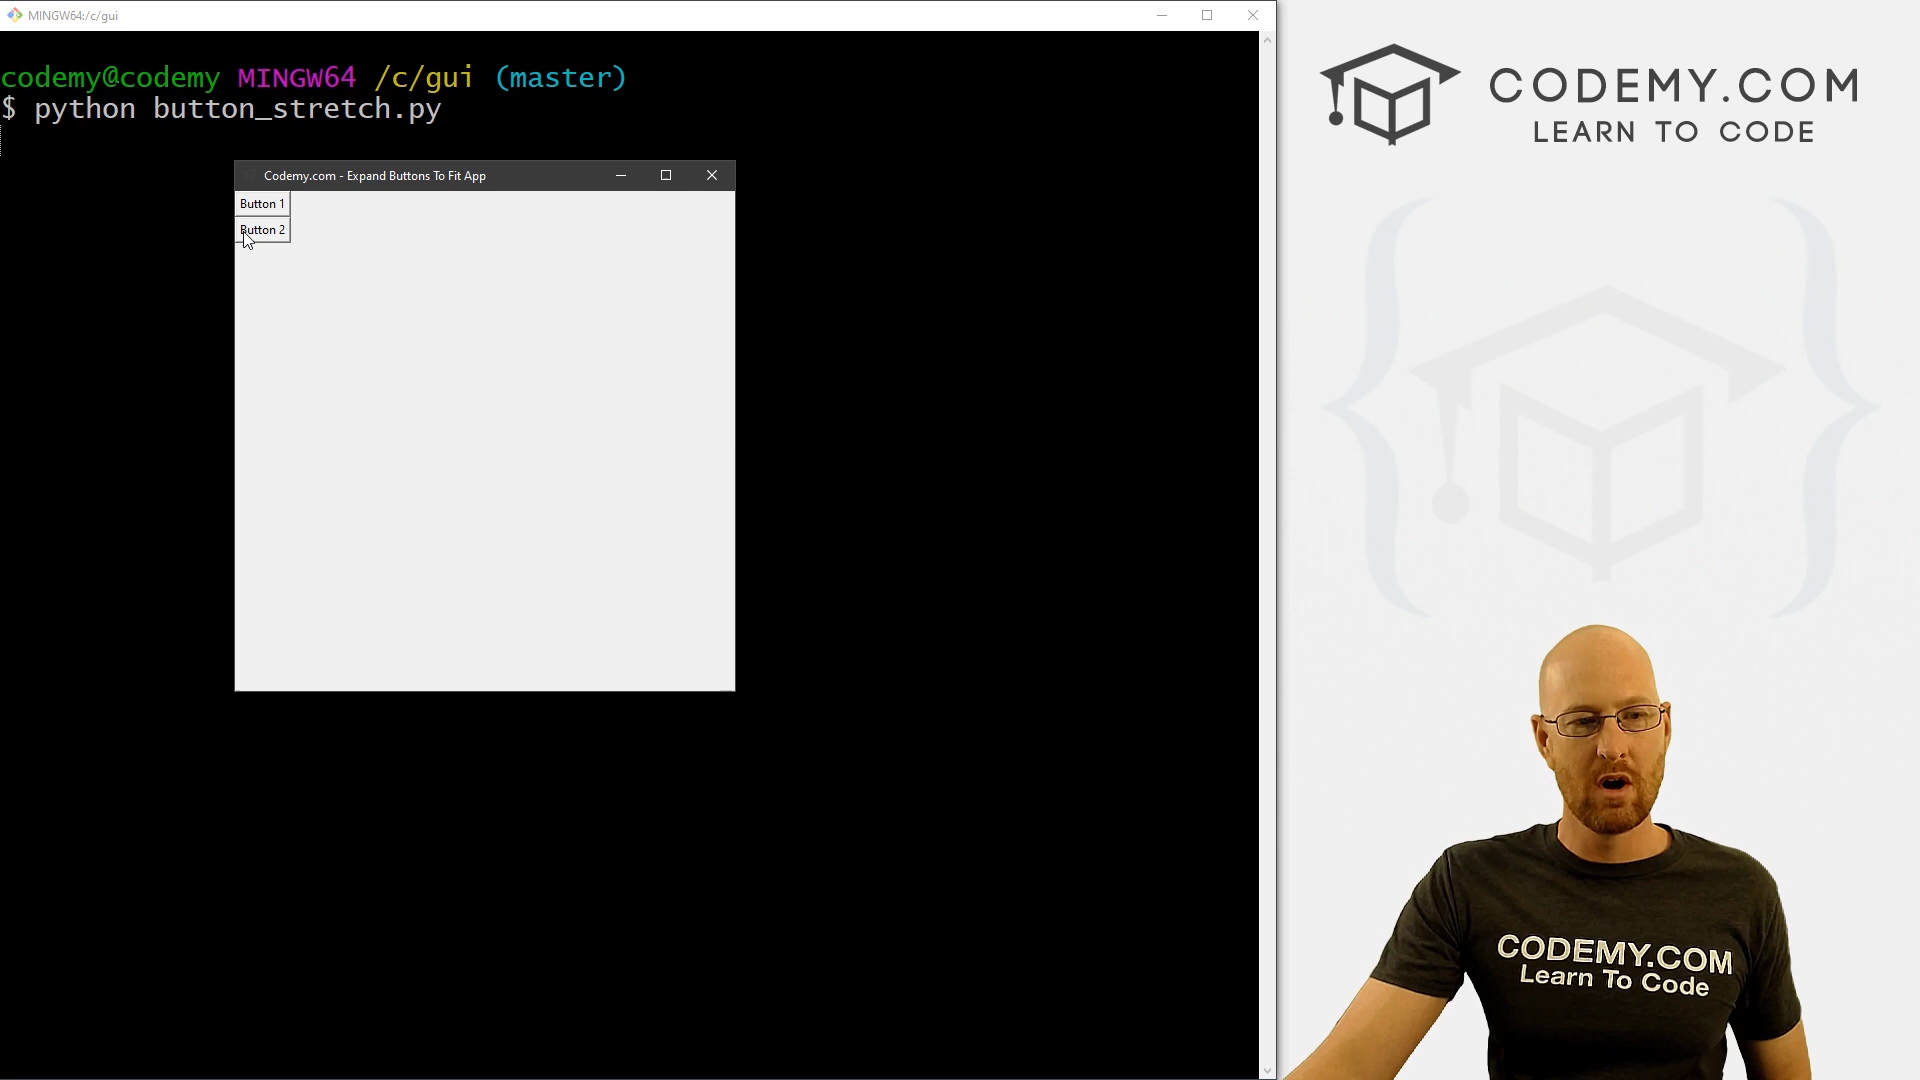 MINGW64:/c/gui
codemy@codemy MINGW64 /c/gui (master)
$ python button_stretch.py
Codemy.com - Expand Buttons To Fit App
Button 1
Button 2
CODEMY.COM
LEARN TO CODE
CODEMY.COM
Learn To Code